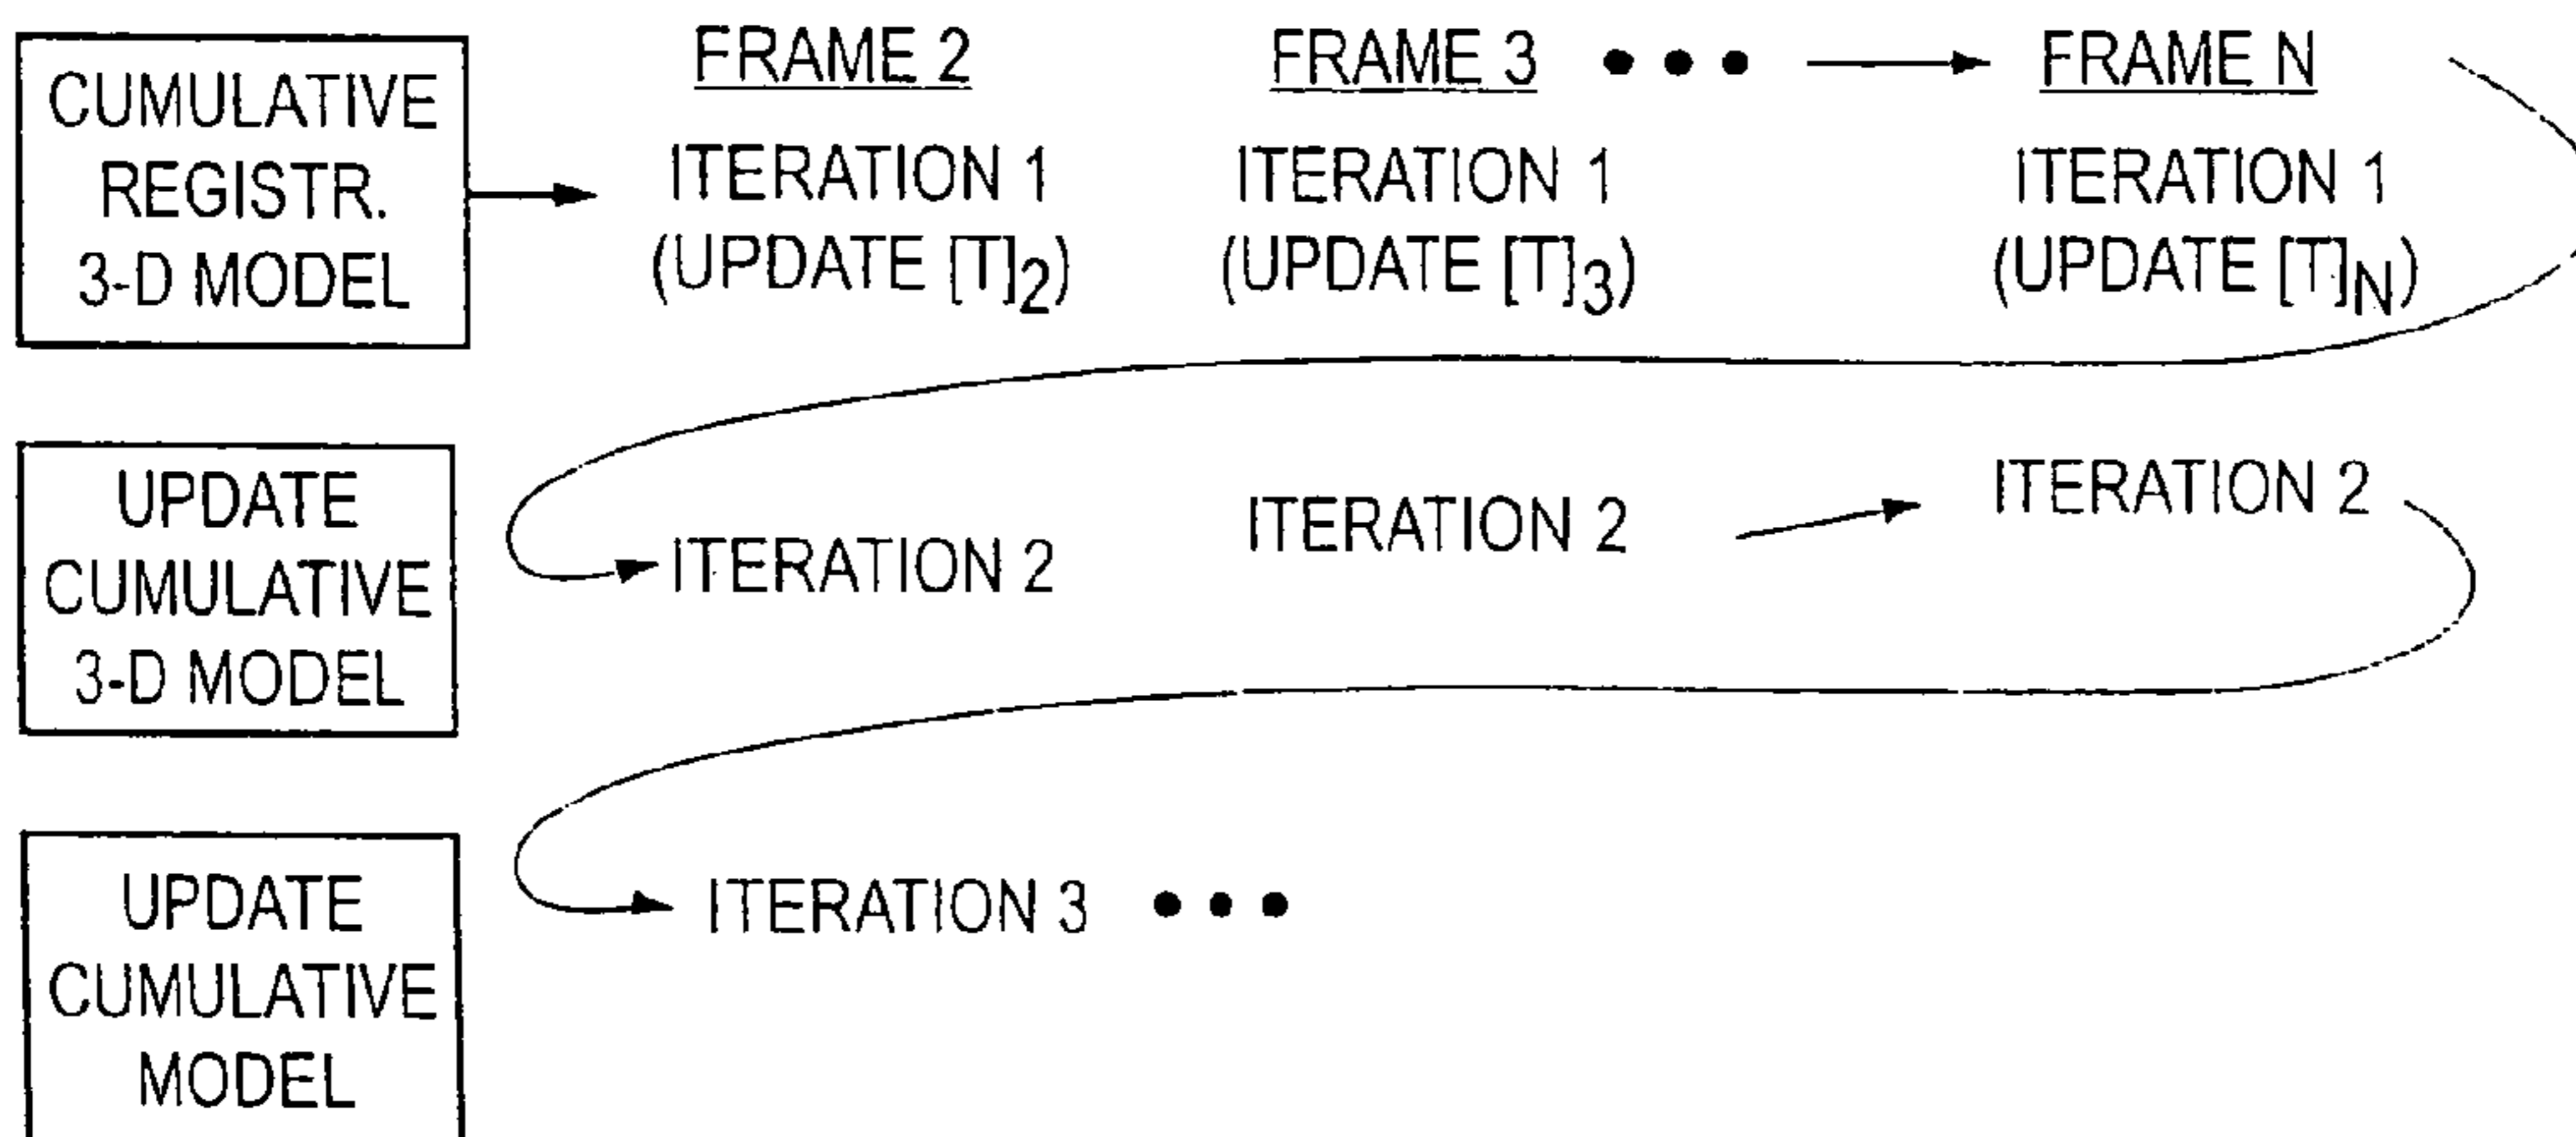 CUMULATIVE
REGISTR.
3-D MODEL
FRAME 2
ITERATION 1
(UPDATE [T]2)
FRAME 3 • • •
ITERATION 1
(UPDATE [T]3)
FRAME N
ITERATION 1
(UPDATE [T]N)
UPDATE
CUMULATIVE
3-D MODEL
ITERATION 2
ITERATION 2
ITERATION 2
UPDATE
CUMULATIVE
MODEL
ITERATION 3 • • •